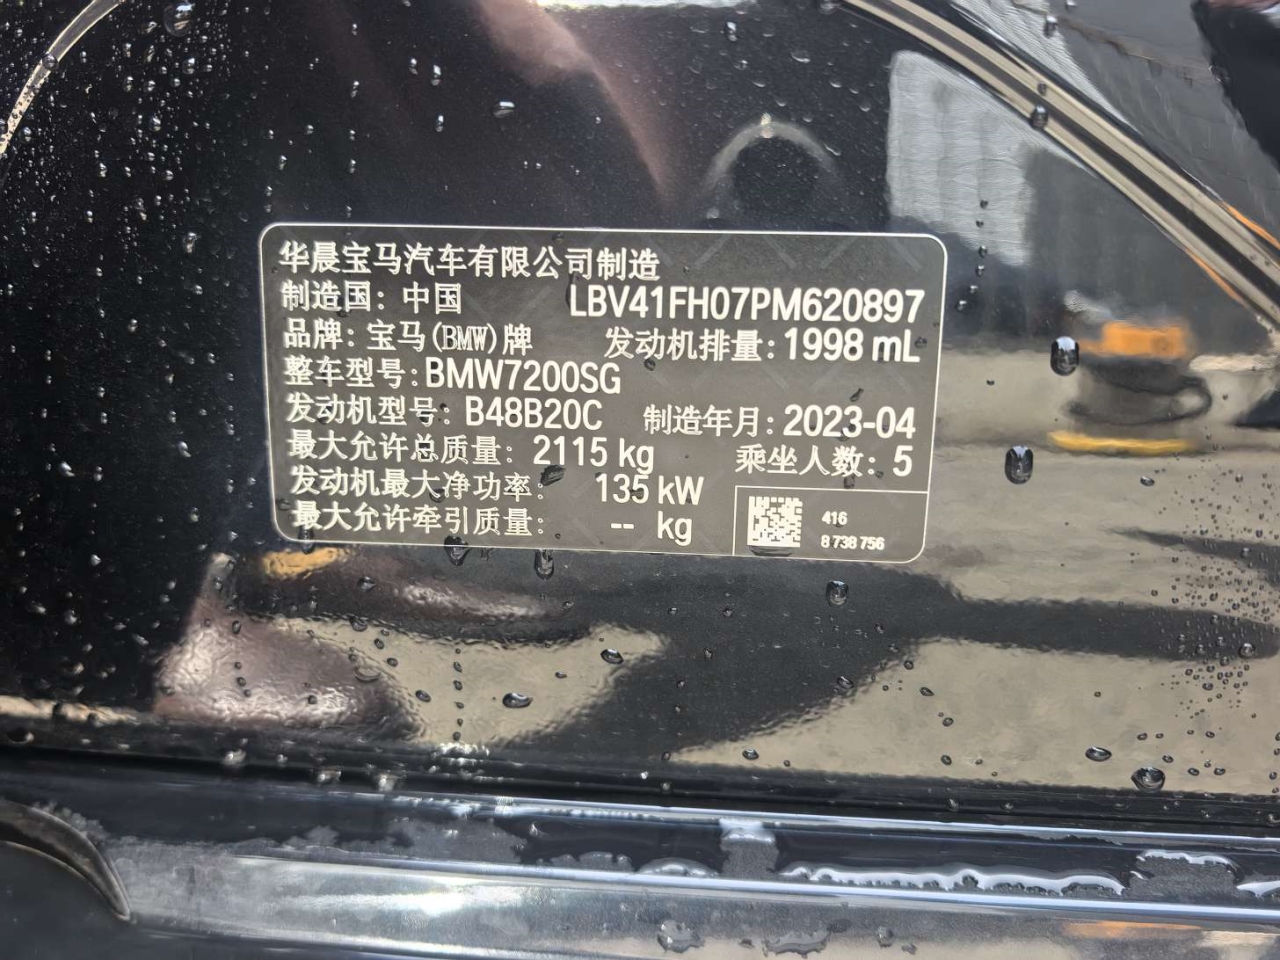 华晨宝马汽车有限公司制造
制造国：中国 LBV41FH07PM620897
品牌：宝马(BMW)牌 发动机排量：1998 mL
整车型号：BMW7200SG
发动机型号：B48B20C 制造年月：2023-04
最大允许总质量：2115 kg 乘坐人数：5
发动机最大净功率： 135 kW
最大允许牵引质量： -- kg
416
8 738 756